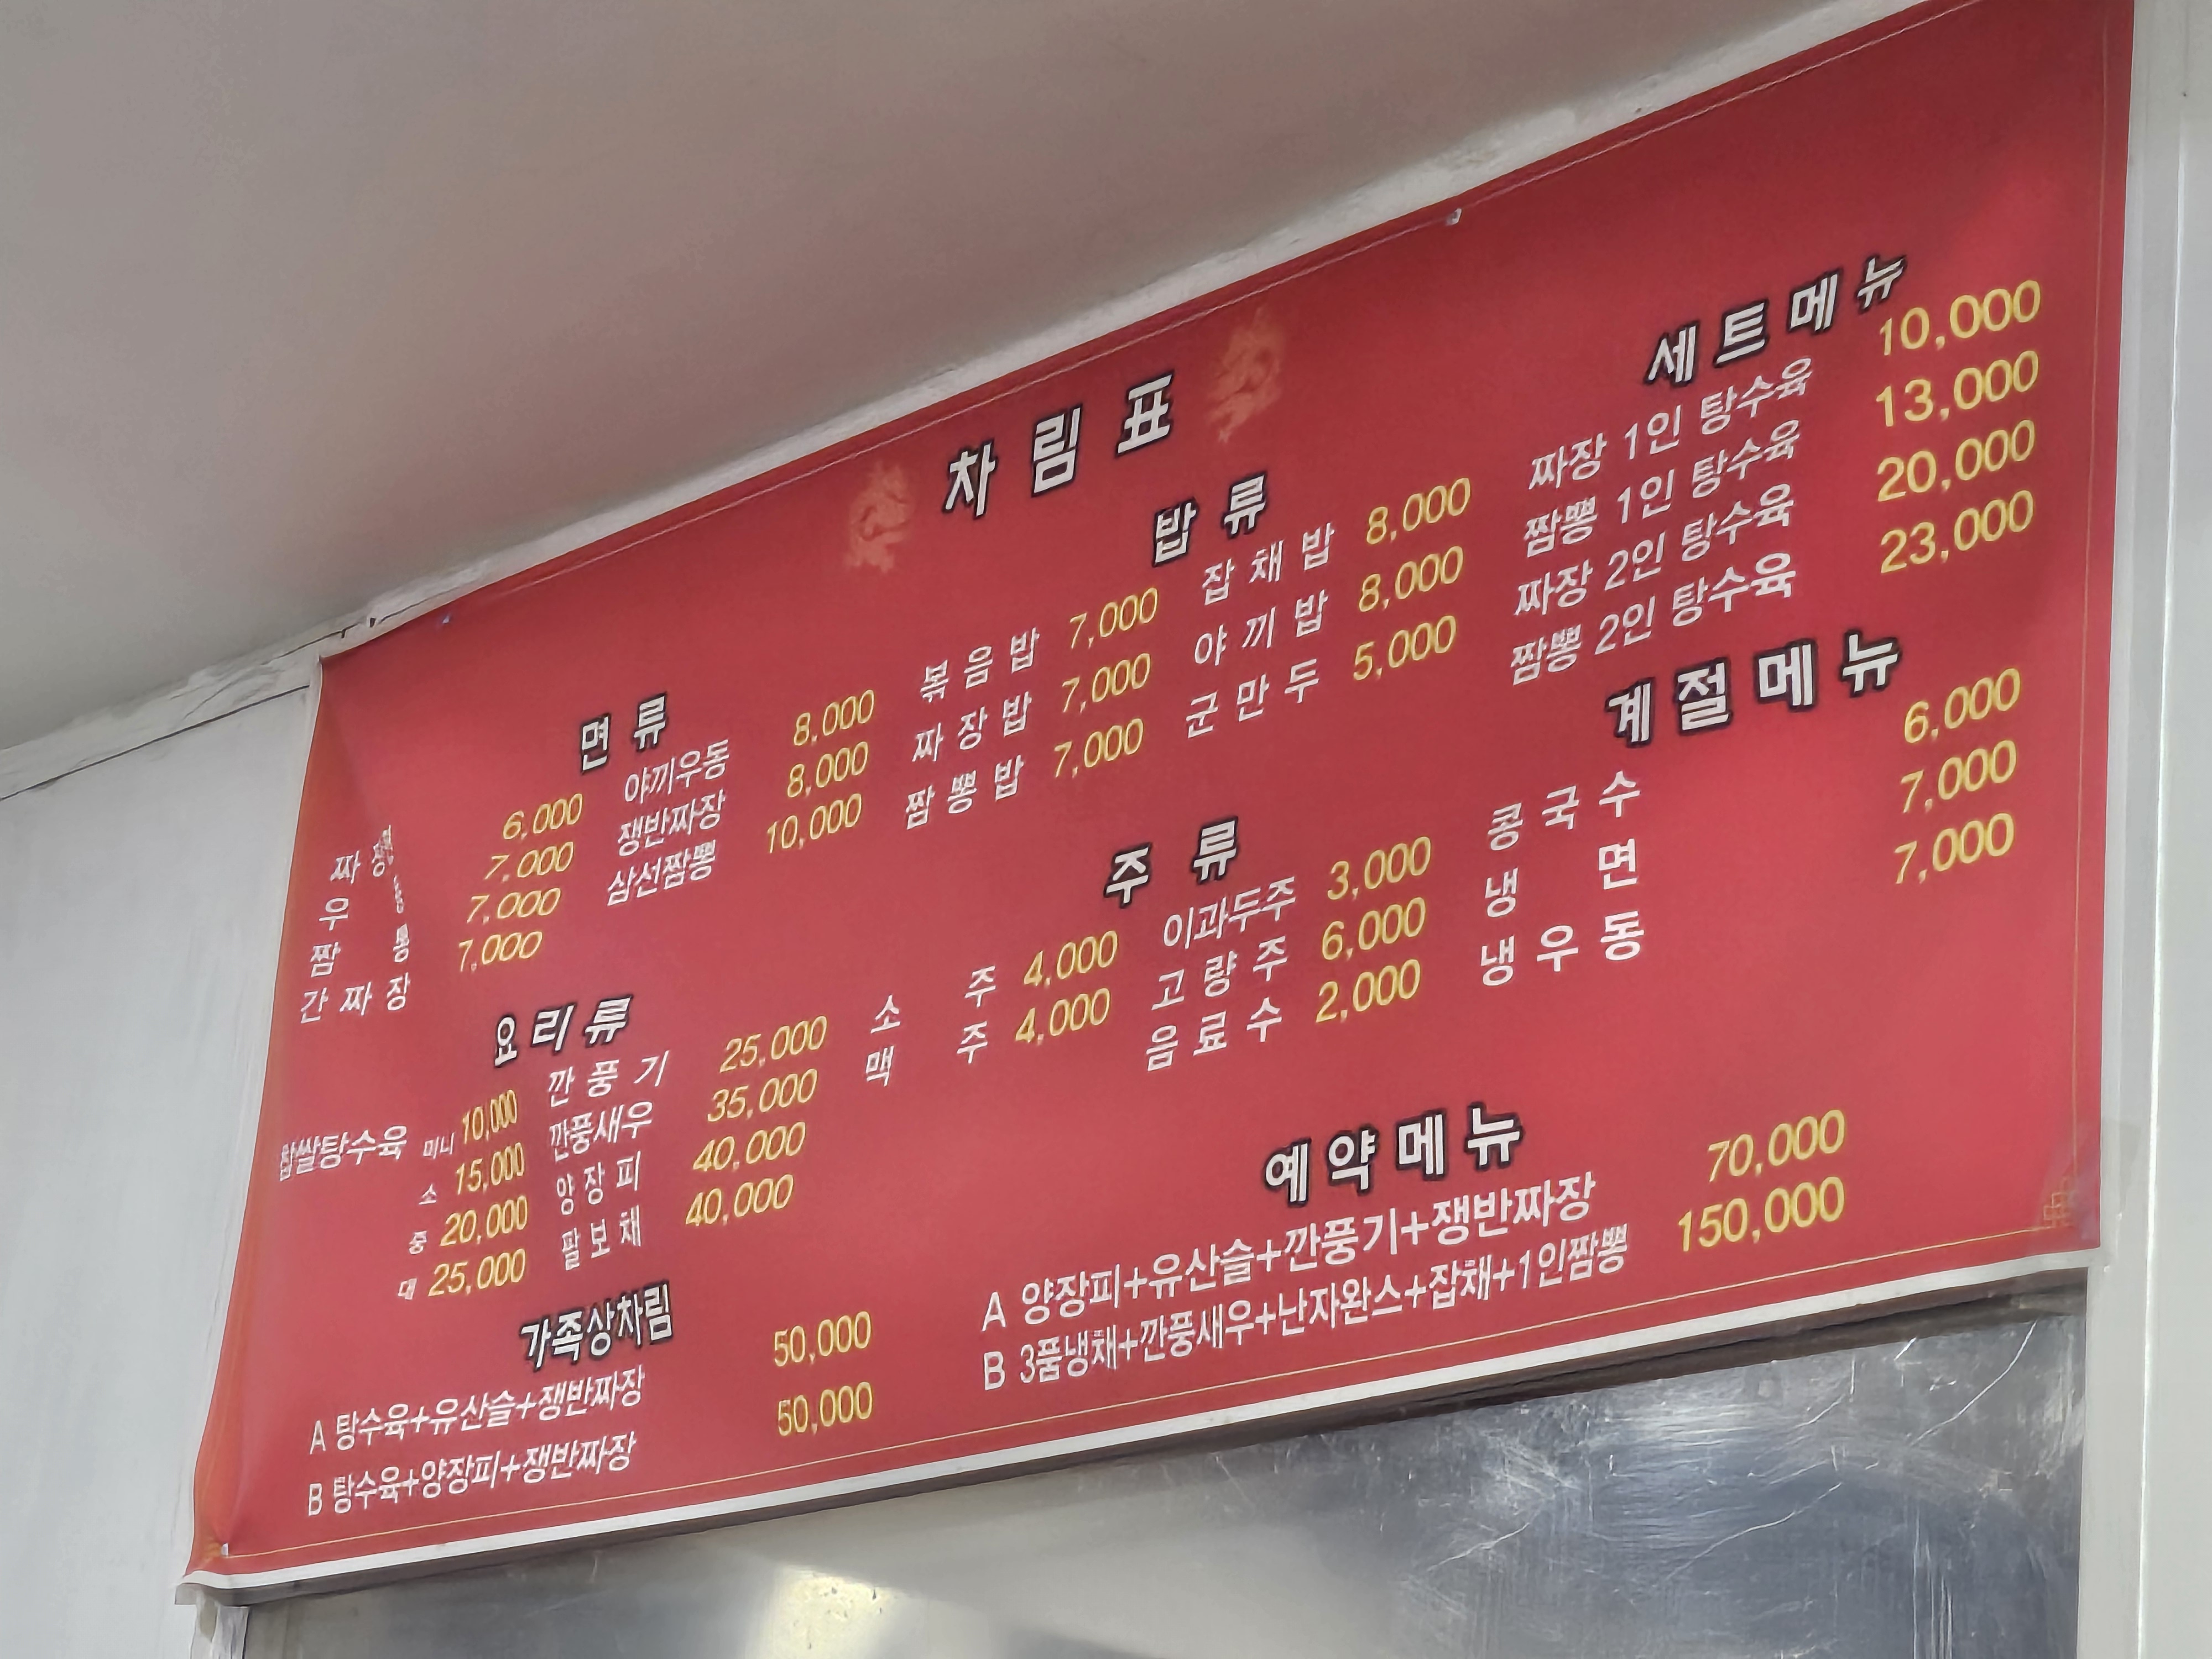 차림표
면류
짜장 6,000
우동 7,000
짬뽕 7,000
간짜장 7,000
야끼우동 8,000
쟁반짜장 8,000
삼선짬뽕 10,000
밥류
볶음밥 7,000
짜장밥 7,000
짬뽕밥 7,000
잡채밥 8,000
야끼밥 8,000
군만두 5,000
세트메뉴
짜장 1인 탕수육 10,000
짬뽕 1인 탕수육 13,000
짜장 2인 탕수육 20,000
짬뽕 2인 탕수육 23,000
요리류
찹쌀탕수육 미니 10,000
소 15,000
중 20,000
대 25,000
깐풍기 25,000
깐풍새우 35,000
양장피 40,000
팔보채 40,000
주류
소주 4,000
맥주 4,000
이과두주 3,000
고량주 6,000
음료수 2,000
계절메뉴
콩국수 6,000
냉면 7,000
냉우동 7,000
가족상차림
A 탕수육+유산슬+쟁반짜장 50,000
B 탕수육+양장피+쟁반짜장 50,000
예약메뉴
A 양장피+유산슬+깐풍기+쟁반짜장 70,000
B 3품냉채+깐풍새우+난자완스+잡채+1인짬뽕 150,000